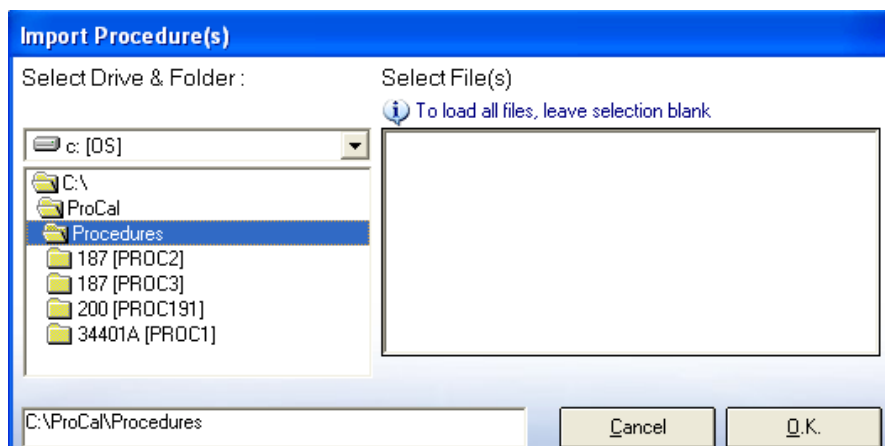 Import Procedure(s)
Select Drive & Folder :
Select File(s)
To load all files, leave selection blank
c: [OS]
C:\
ProCal
Procedures
187 [PROC2]
187 [PROC3]
200 [PROC191]
34401A [PROC1]
C:\ProCal\Procedures
Cancel
O.K.